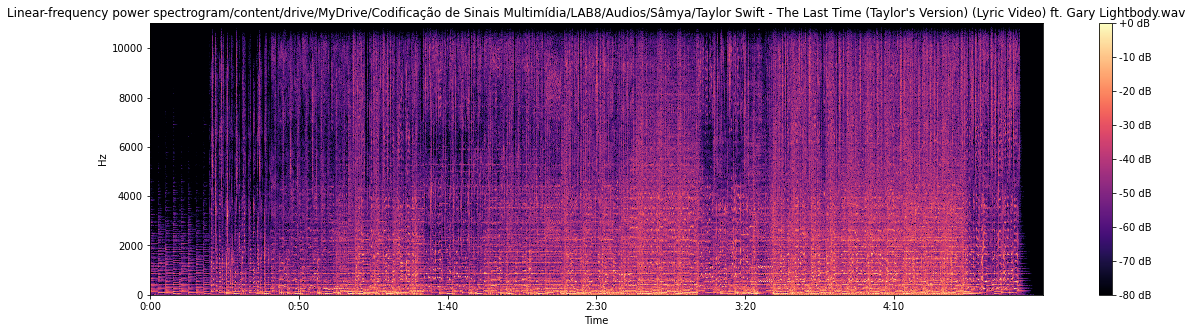 Linear-frequency power spectrogram/content/drive/MyDrive/Codificação de Sinais Multimídia/LAB8/Audios/Sâmya/Taylor Swift - The Last Time (Taylor's Version) (Lyric Video) ft. Gary Lightbody.wav
10000
8000
6000
4000
2000
0
Hz
0:00
0:50
1:40
2:30
3:20
4:10
Time
+0 dB
-10 dB
-20 dB
-30 dB
-40 dB
-50 dB
-60 dB
-70 dB
-80 dB